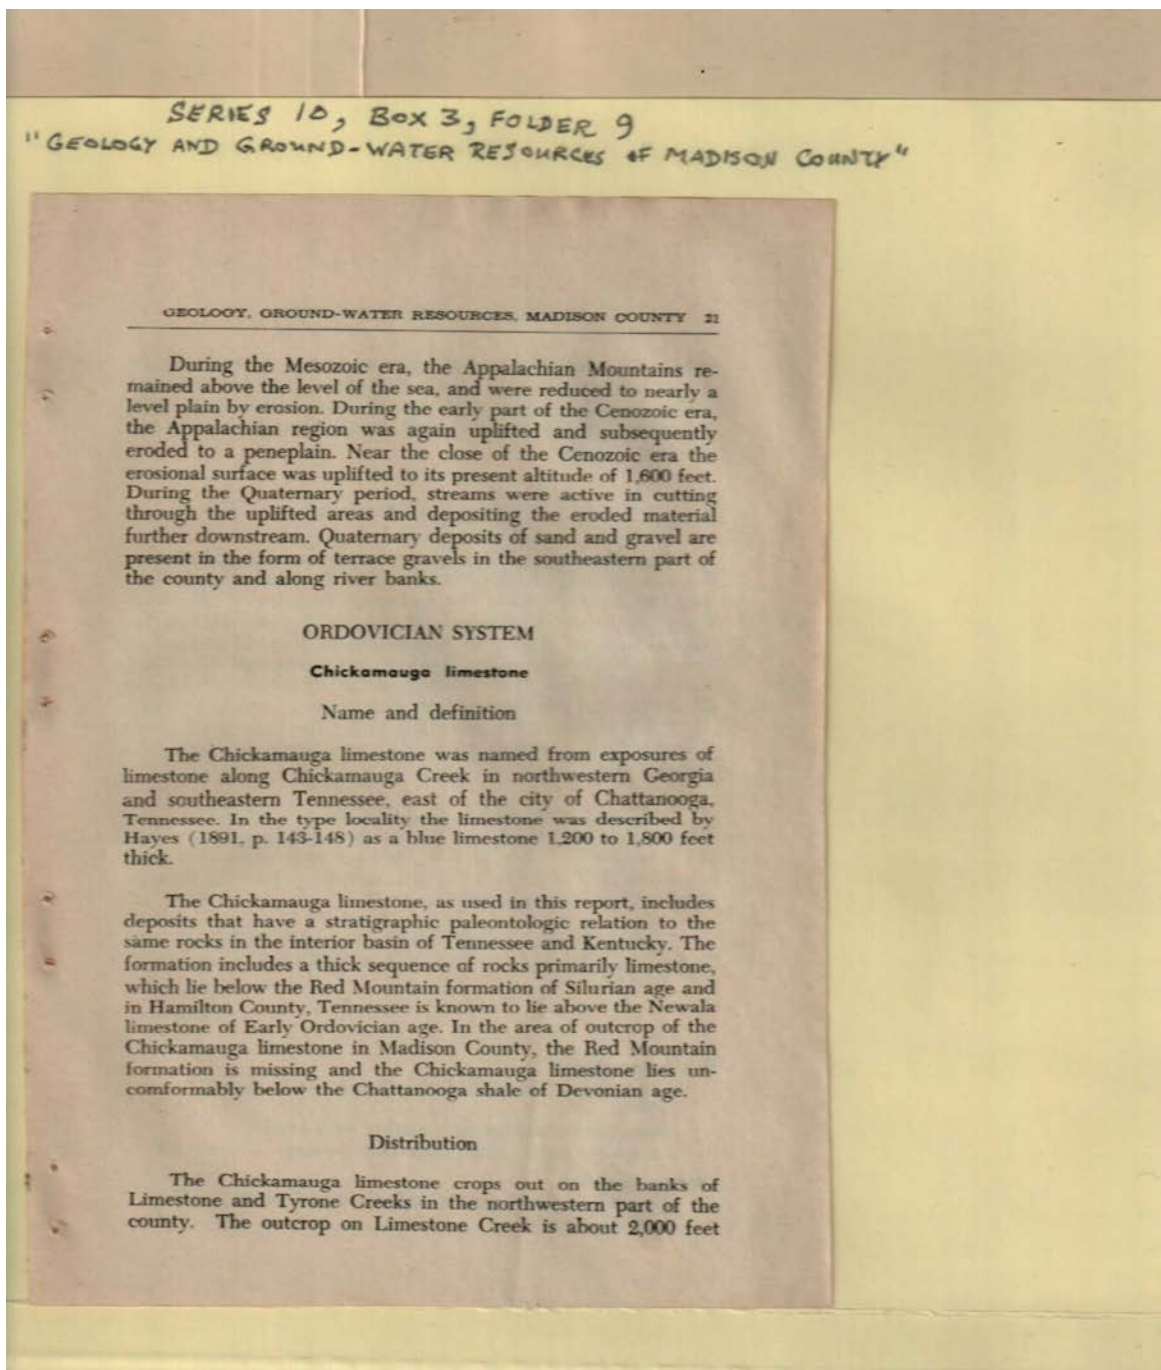 SERIES 10, BOX 3, FOLDER 9
"GEOLOGY AND GROUND-WATER RESOURCES OF MADISON COUNTY"
GEOLOGY, GROUND-WATER RESOURCES, MADISON COUNTY 21
During the Mesozoic era, the Appalachian Mountains re-
mained above the level of the sea, and were reduced to nearly a
level plain by erosion. During the early part of the Cenozoic era,
the Appalachian region was again uplifted and subsequently
eroded to a peneplain. Near the close of the Cenozoic era the
erosional surface was uplifted to its present altitude of 1,600 feet.
During the Quaternary period, streams were active in cutting
through the uplifted areas and depositing the eroded material
further downstream. Quaternary deposits of sand and gravel are
present in the form of terrace gravels in the southeastern part of
the county and along river banks.
ORDOVICIAN SYSTEM
Chickamauga limestone
Name and definition
The Chickamauga limestone was named from exposures of
limestone along Chickamauga Creek in northwestern Georgia
and southeastern Tennessee, east of the city of Chattanooga,
Tennessee. In the type locality the limestone was described by
Hayes (1891, p. 143-148) as a blue limestone 1,200 to 1,800 feet
thick.
The Chickamauga limestone, as used in this report, includes
deposits that have a stratigraphic paleontologic relation to the
same rocks in the interior basin of Tennessee and Kentucky. The
formation includes a thick sequence of rocks primarily limestone,
which lie below the Red Mountain formation of Silurian age and
in Hamilton County, Tennessee is known to lie above the Newala
limestone of Early Ordovician age. In the area of outcrop of the
Chickamauga limestone in Madison County, the Red Mountain
formation is missing and the Chickamauga limestone lies un-
comformably below the Chattanooga shale of Devonian age.
Distribution
The Chickamauga limestone crops out on the banks of
Limestone and Tyrone Creeks in the northwestern part of the
county. The outcrop on Limestone Creek is about 2,000 feet